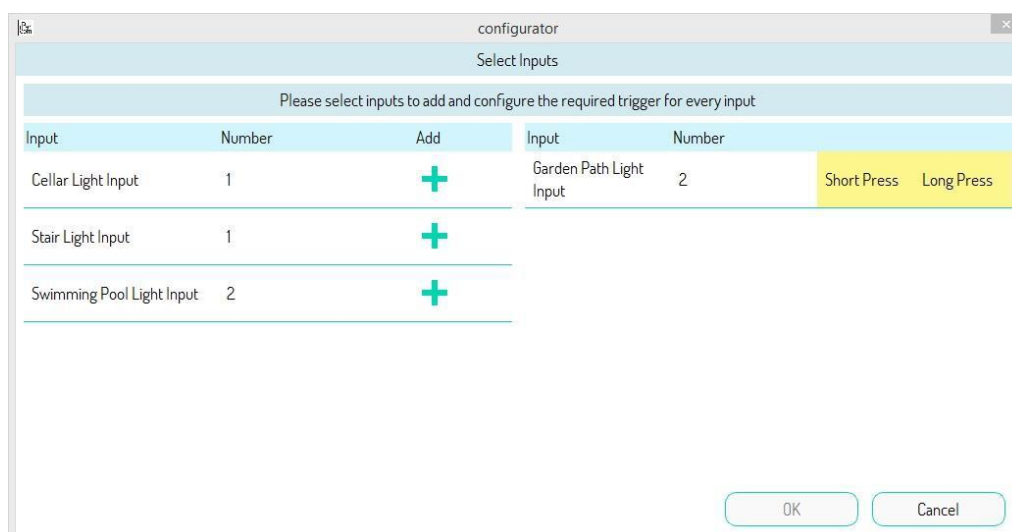 configurator
Select Inputs
Please select inputs to add and configure the required trigger for every input
Input Number Add
Cellar Light Input 1
Stair Light Input 1
Swimming Pool Light Input 2
Input Number
Garden Path Light
Input
2 Short Press Long Press
OK Cancel